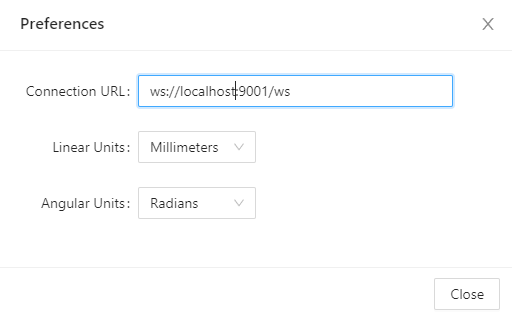 Preferences
Connection URL: ws://localhost:9001/ws
Linear Units: Millimeters
Angular Units: Radians
Close